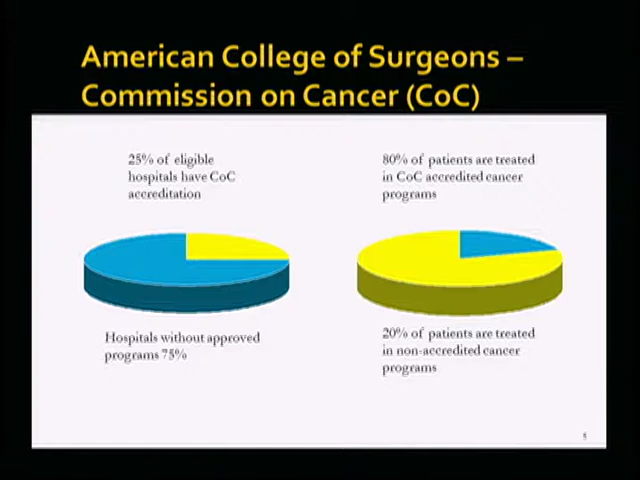 American College of Surgeons –
Commission on Cancer (CoC)
25% of eligible
hospitals have CoC
accreditation
80% of patients are treated
in CoC accredited cancer
programs
Hospitals without approved
programs 75%
20% of patients are treated
in non-accredited cancer
programs